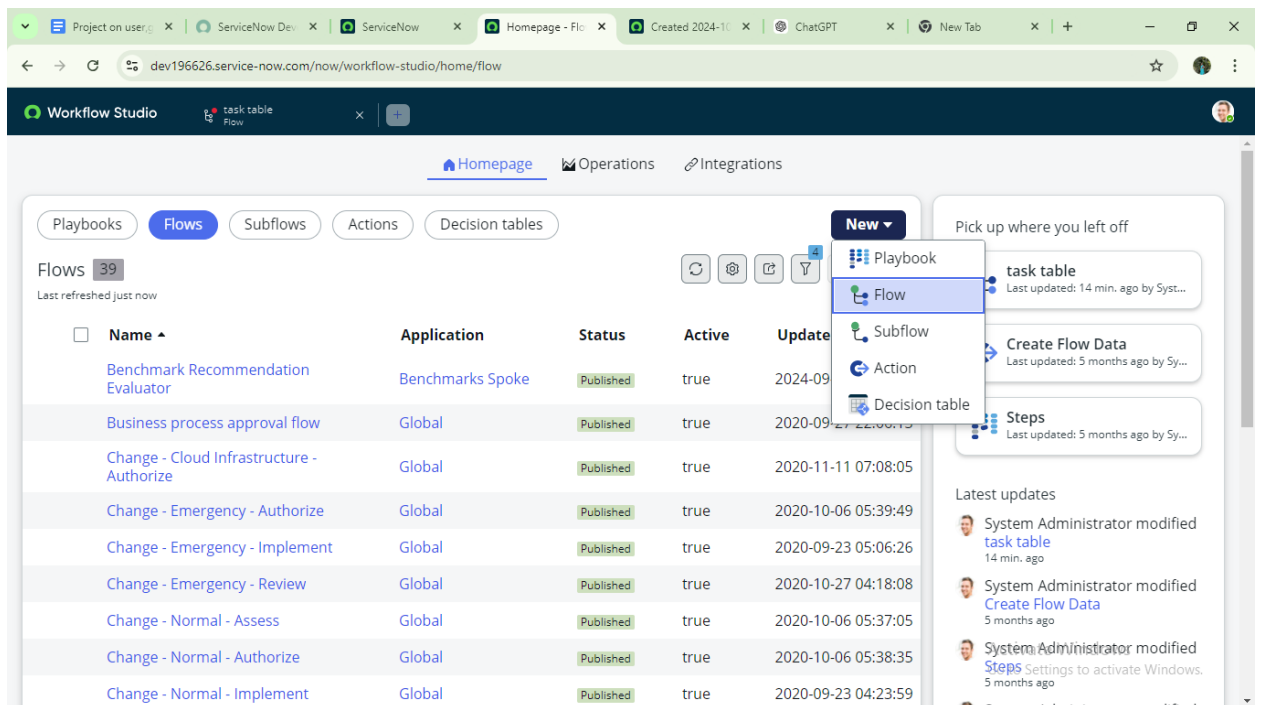 Project on user,g
ServiceNow Dev
ServiceNow
Homepage - Flo
Created 2024-10
ChatGPT
New Tab
dev196626.service-now.com/now/workflow-studio/home/flow
Workflow Studio
task table
Flow
Homepage
Operations
Integrations
Playbooks
Flows
Subflows
Actions
Decision tables
New
Pick up where you left off
Flows 39
Last refreshed just now
4
Playbook
Flow
Subflow
Action
Decision table
task table
Last updated: 14 min. ago by Syst...
Create Flow Data
Last updated: 5 months ago by Sy...
Steps
Last updated: 5 months ago by Sy...
Name Application Status Active Update
Benchmark Recommendation
Evaluator
Benchmarks Spoke Published true 2024-09-
Business process approval flow Global Published true 2020-09-27 22:06:15
Change - Cloud Infrastructure -
Authorize
Global Published true 2020-11-11 07:08:05
Change - Emergency - Authorize Global Published true 2020-10-06 05:39:49
Change - Emergency - Implement Global Published true 2020-09-23 05:06:26
Change - Emergency - Review Global Published true 2020-10-27 04:18:08
Change - Normal - Assess Global Published true 2020-10-06 05:37:05
Change - Normal - Authorize Global Published true 2020-10-06 05:38:35
Change - Normal - Implement Global Published true 2020-09-23 04:23:59
Latest updates
System Administrator modified
task table
14 min. ago
System Administrator modified
Create Flow Data
5 months ago
System Administrator modified
Steps
5 months ago
Activate Windows
Go to Settings to activate Windows.